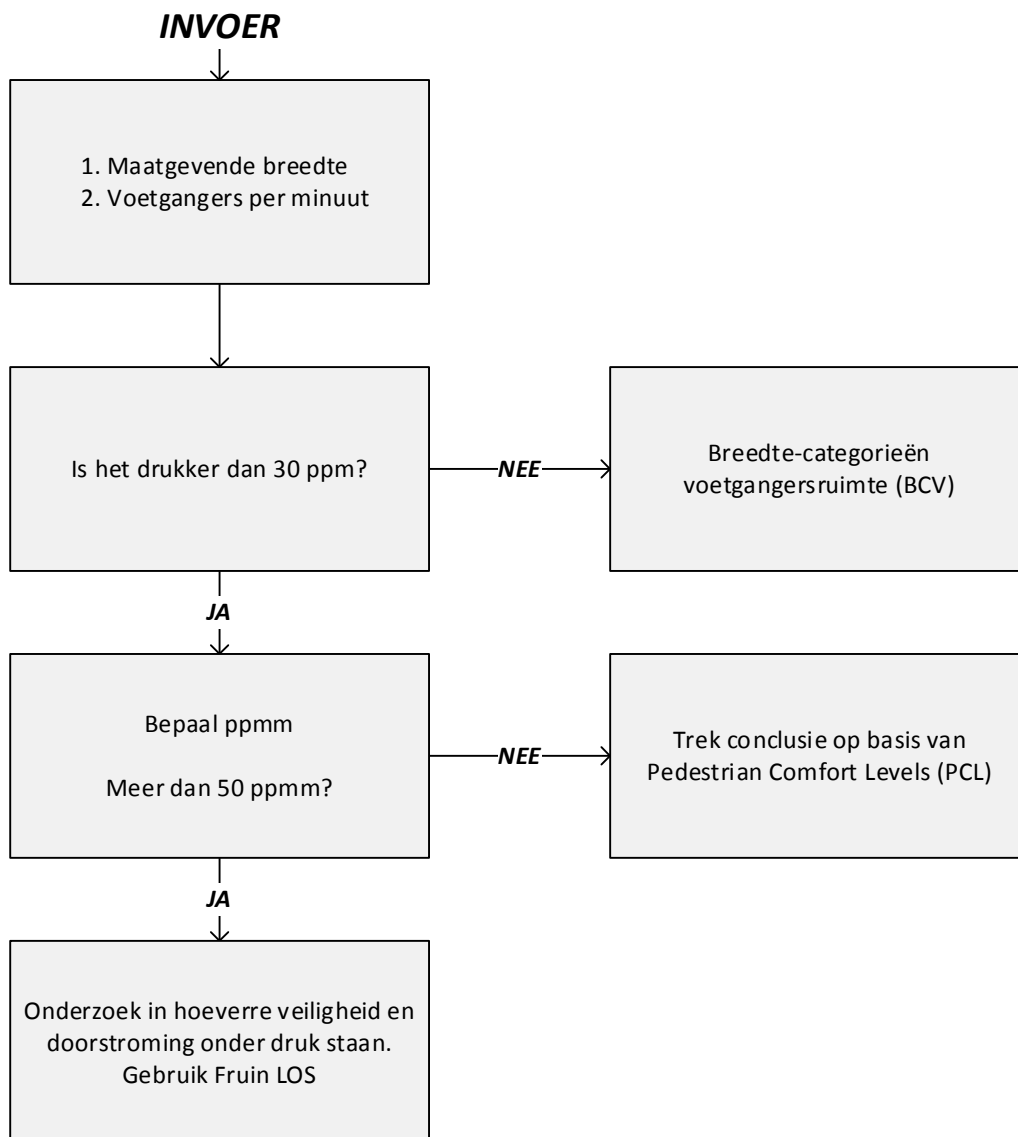 INVOER
1. Maatgevende breedte
2. Voetgangers per minuut
Is het drukker dan 30 ppm?
NEE
Breedte-categorieën
voetgangersruimte (BCV)
JA
Bepaal ppmm
Meer dan 50 ppmm?
NEE
Trek conclusie op basis van
Pedestrian Comfort Levels (PCL)
JA
Onderzoek in hoeverre veiligheid en
doorstroming onder druk staan.
Gebruik Fruin LOS